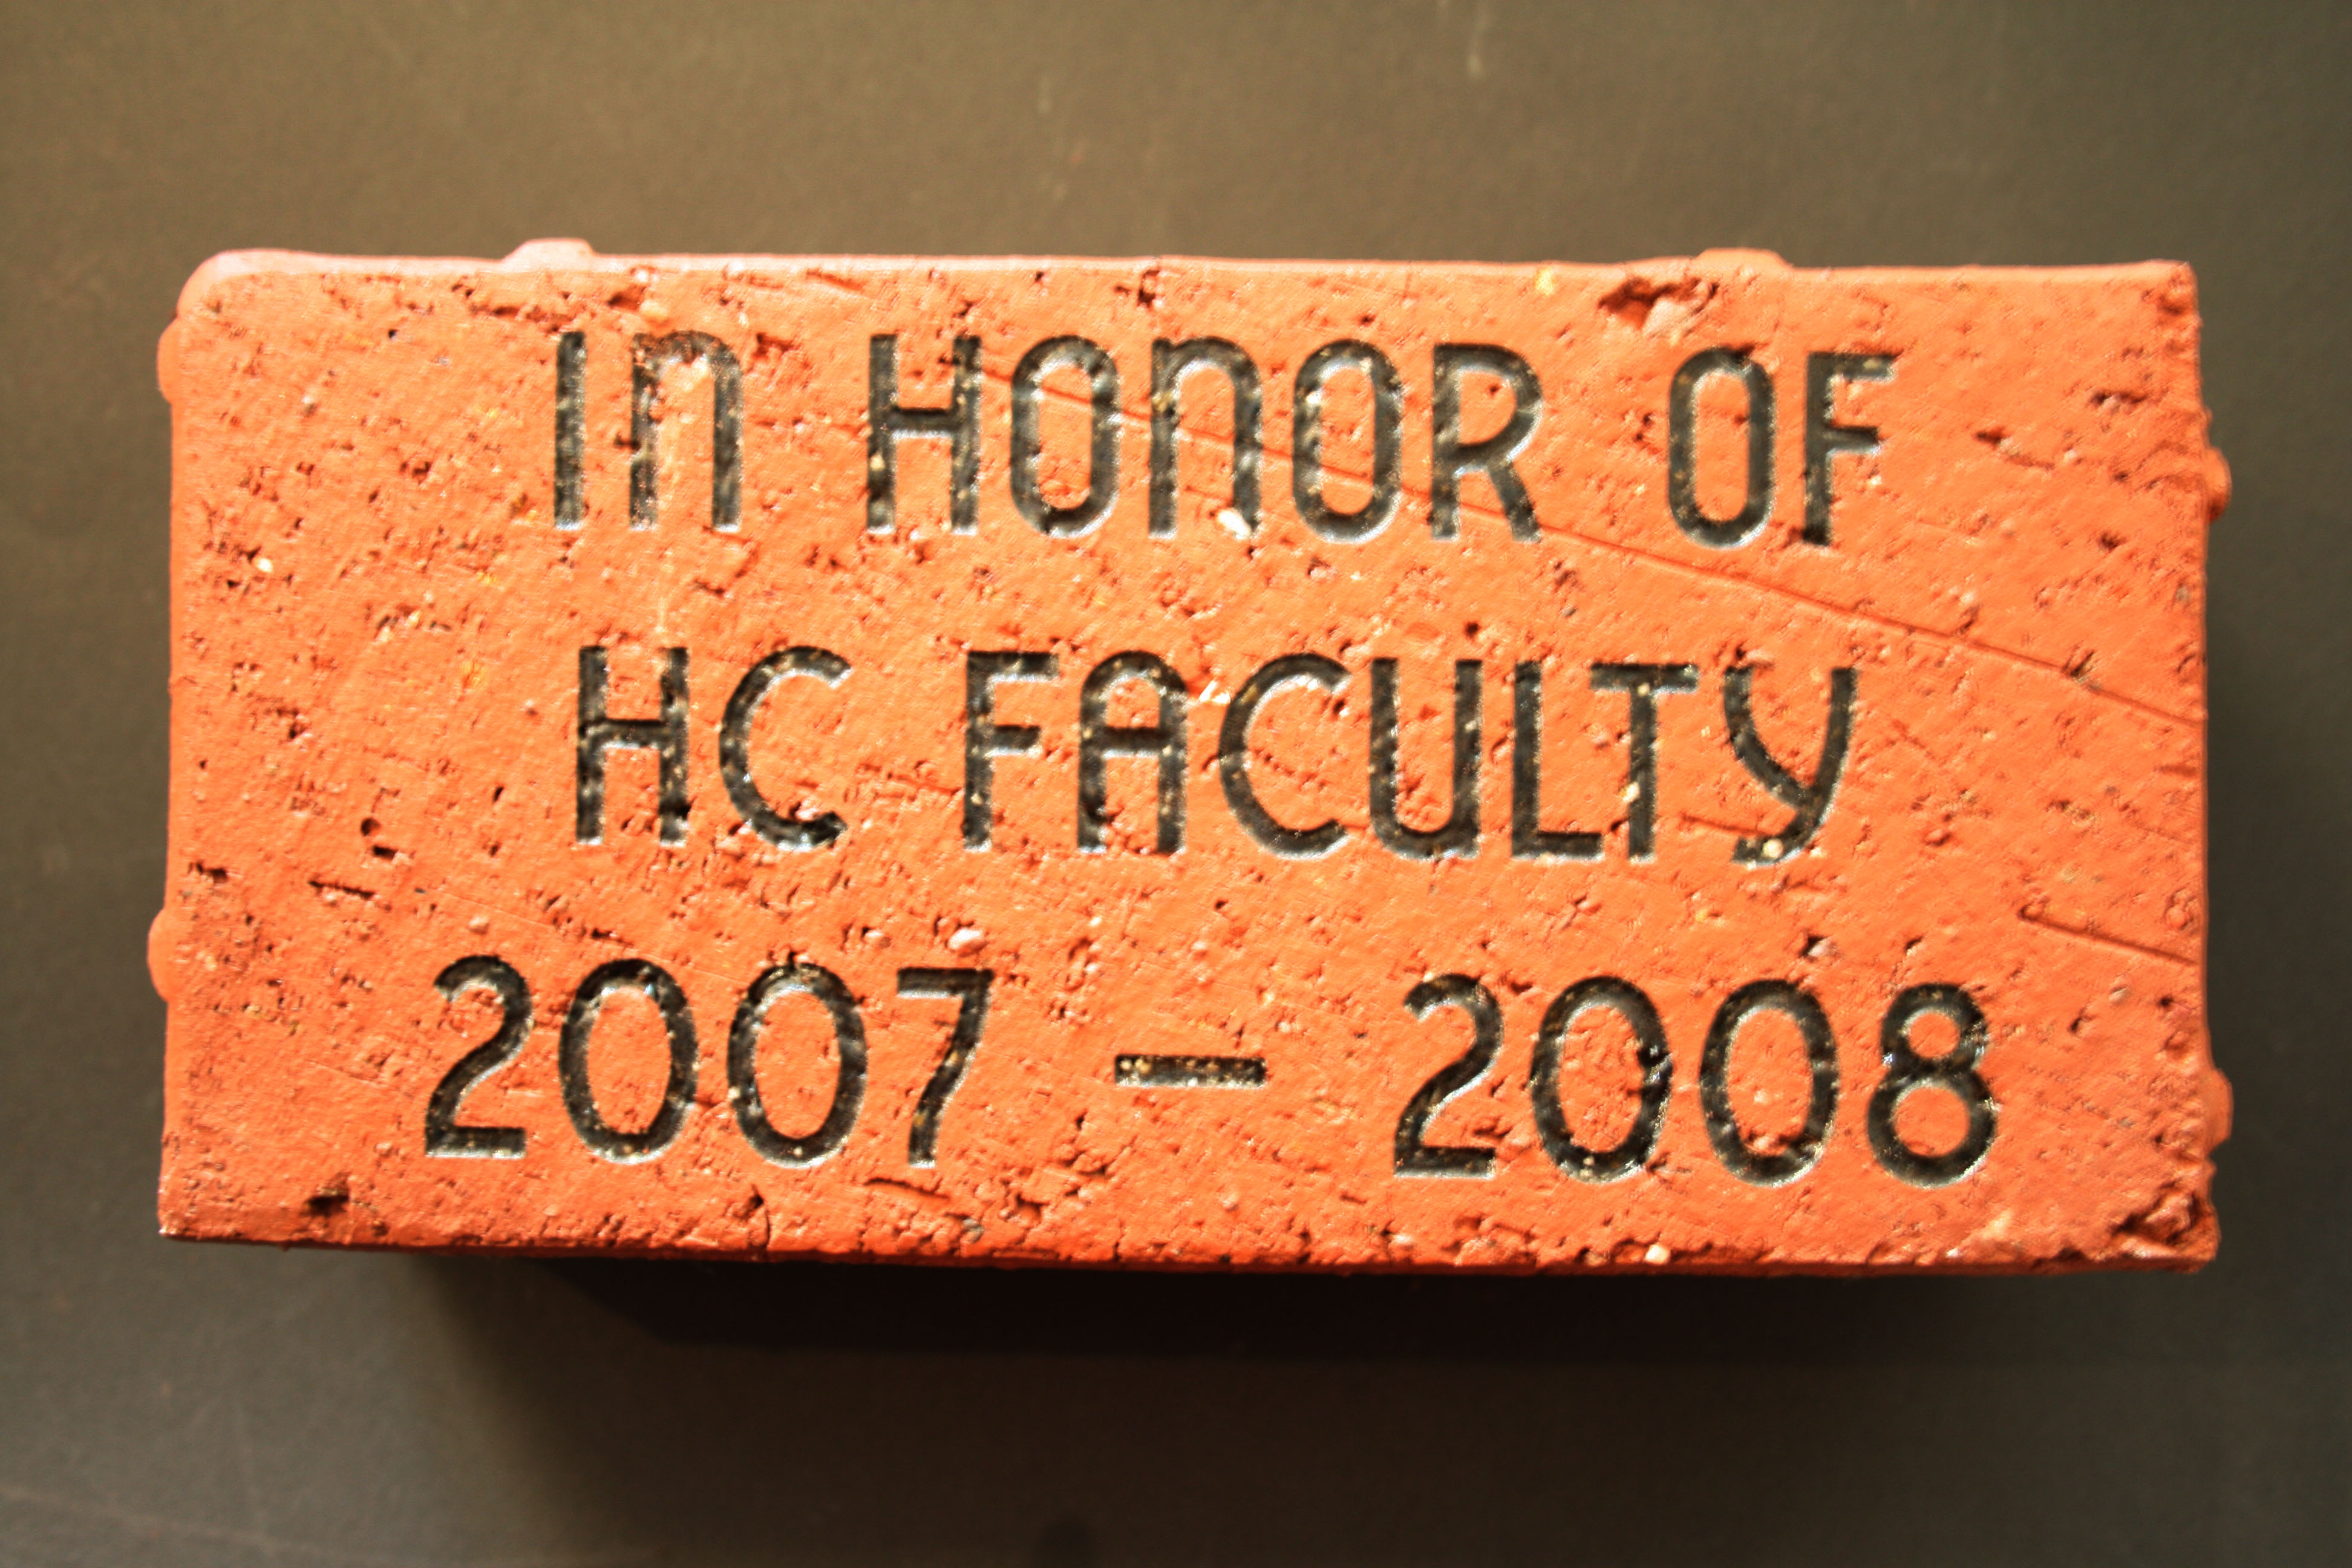 In HOnOR OF
HC FACULTY
2007 – 2008